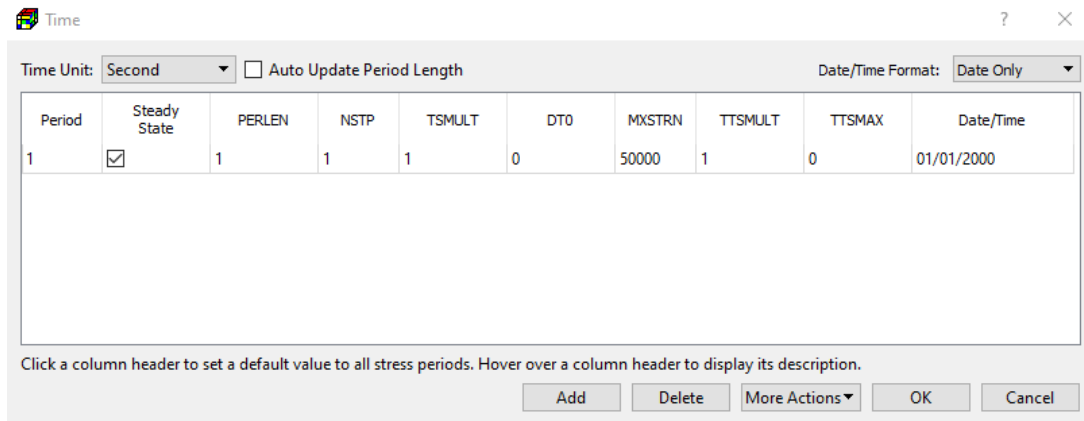 Time
? ×
Time Unit: Second Auto Update Period Length Date/Time Format: Date Only
Period Steady State PERLEN NSTP TSMULT DT0 MXSTRN TTSMULT TTSMAX Date/Time
1 1 1 1 0 50000 1 0 01/01/2000
Click a column header to set a default value to all stress periods. Hover over a column header to display its description.
Add Delete More Actions OK Cancel